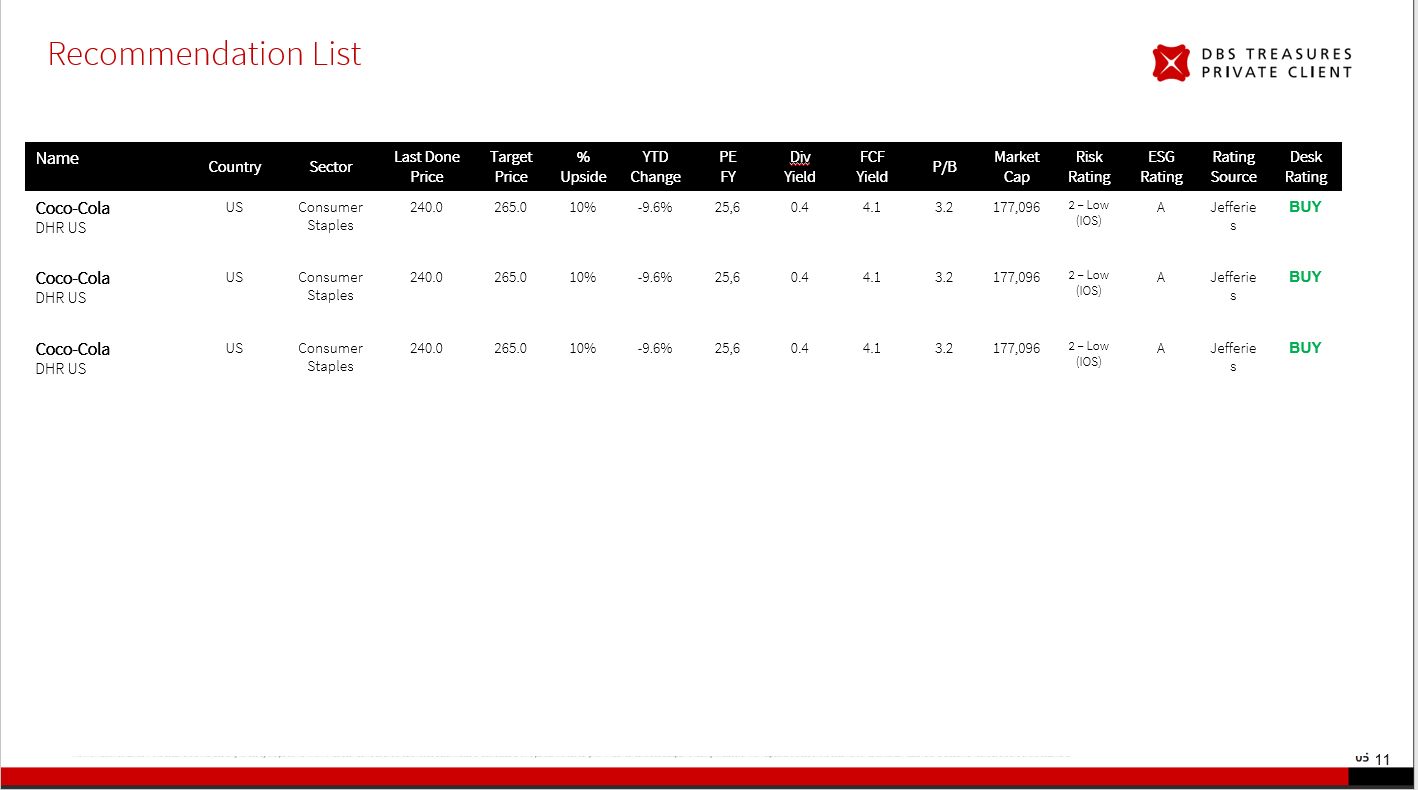 Recommendation List
DBS TREASURES
PRIVATE CLIENT
Name Country Sector Last Done Price Target Price % Upside YTD Change PE FY Div Yield FCF Yield P/B Market Cap Risk Rating ESG Rating Rating Source Desk Rating
Coco-Cola US Consumer 240.0 265.0 10% -9.6% 25,6 0.4 4.1 3.2 177,096 2 – Low A Jefferie BUY
DHR US Staples (IOS) s
Coco-Cola US Consumer 240.0 265.0 10% -9.6% 25,6 0.4 4.1 3.2 177,096 2 – Low A Jefferie BUY
DHR US Staples (IOS) s
Coco-Cola US Consumer 240.0 265.0 10% -9.6% 25,6 0.4 4.1 3.2 177,096 2 – Low A Jefferie BUY
DHR US Staples (IOS) s
11